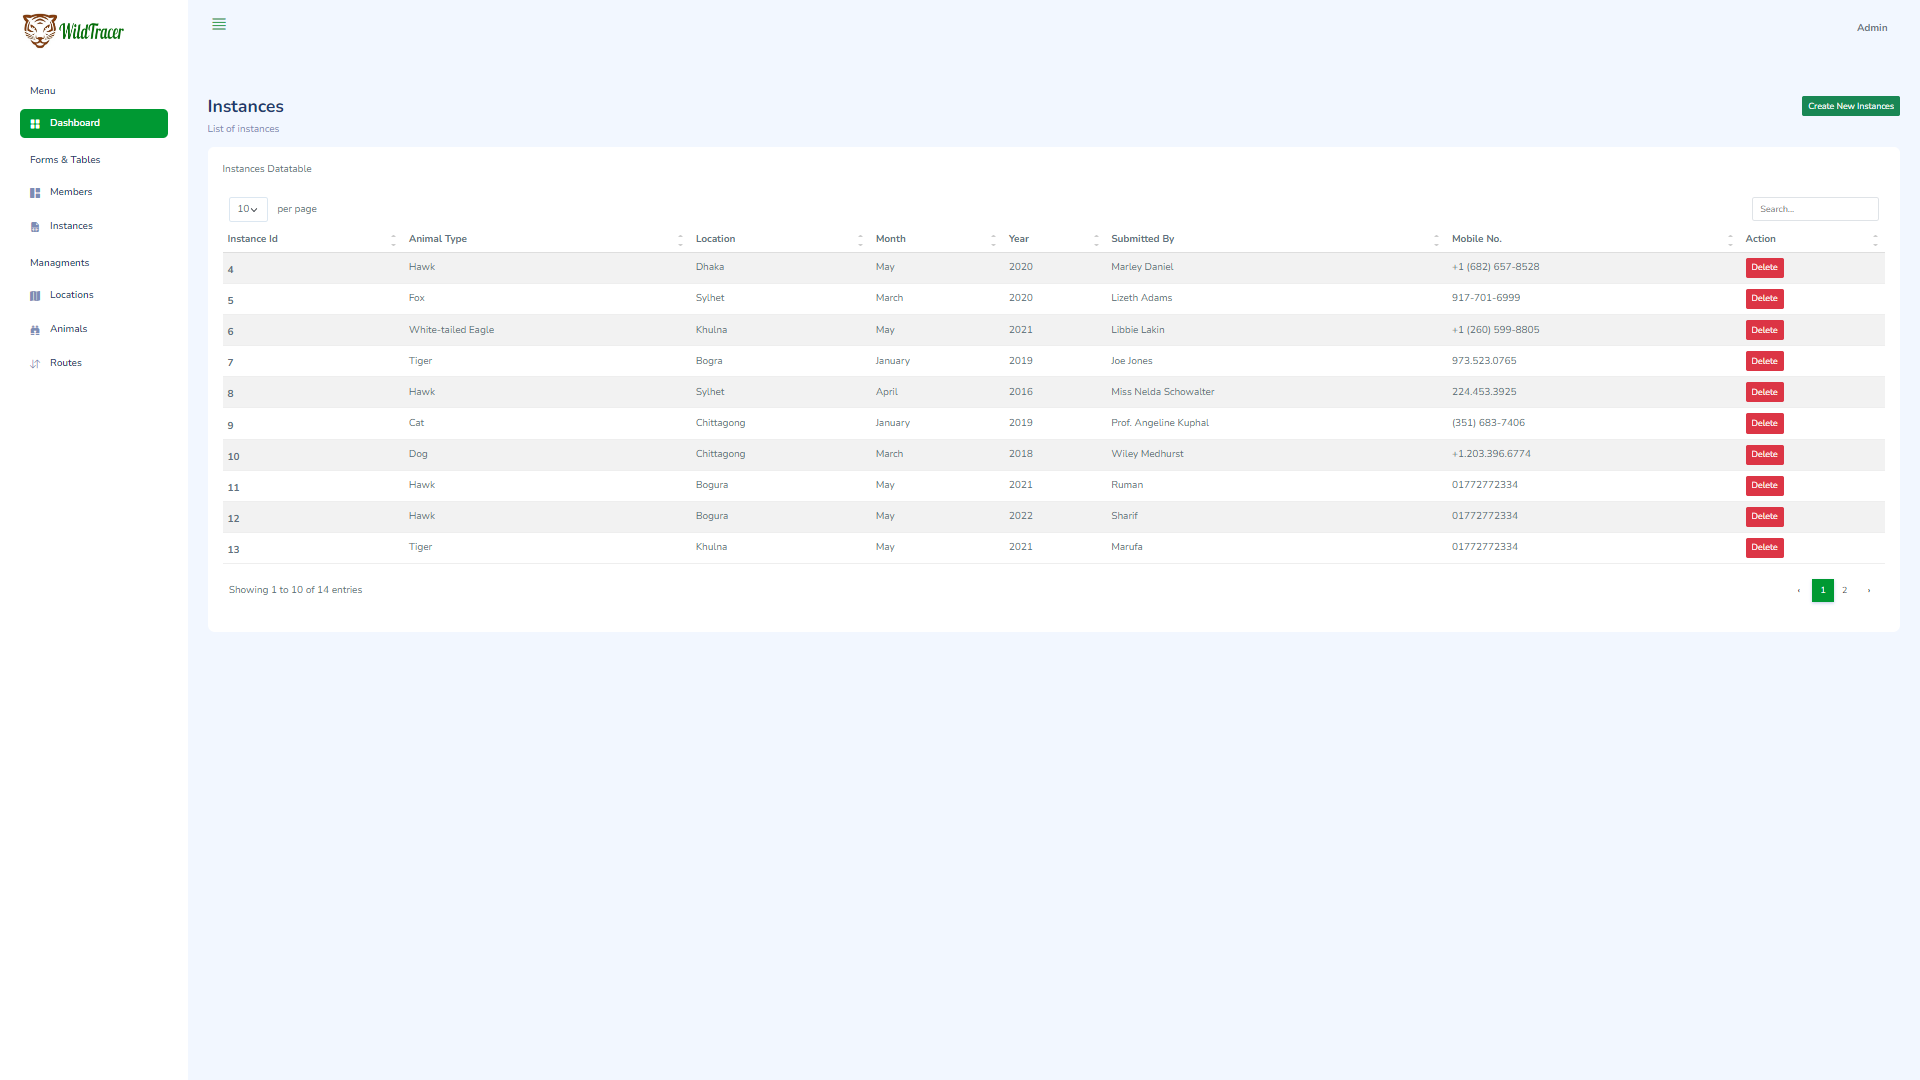 WildTracer
Admin
Menu
Dashboard
Forms & Tables
Members
Instances
Managments
Locations
Animals
Routes
Instances
Create New Instances
List of instances
Instances Datatable
10 per page Search...
Instance Id Animal Type Location Month Year Submitted By Mobile No. Action
4 Hawk Dhaka May 2020 Marley Daniel +1 (682) 657-8528 Delete
5 Fox Sylhet March 2020 Lizeth Adams 917-701-6999 Delete
6 White-tailed Eagle Khulna May 2021 Libbie Lakin +1 (260) 599-8805 Delete
7 Tiger Bogra January 2019 Joe Jones 973.523.0765 Delete
8 Hawk Sylhet April 2016 Miss Nelda Schowalter 224.453.3925 Delete
9 Cat Chittagong January 2019 Prof. Angeline Kuphal (351) 683-7406 Delete
10 Dog Chittagong March 2018 Wiley Medhurst +1.203.396.6774 Delete
11 Hawk Bogura May 2021 Ruman 01772772334 Delete
12 Hawk Bogura May 2022 Sharif 01772772334 Delete
13 Tiger Khulna May 2021 Marufa 01772772334 Delete
Showing 1 to 10 of 14 entries ‹ 1 2 ›